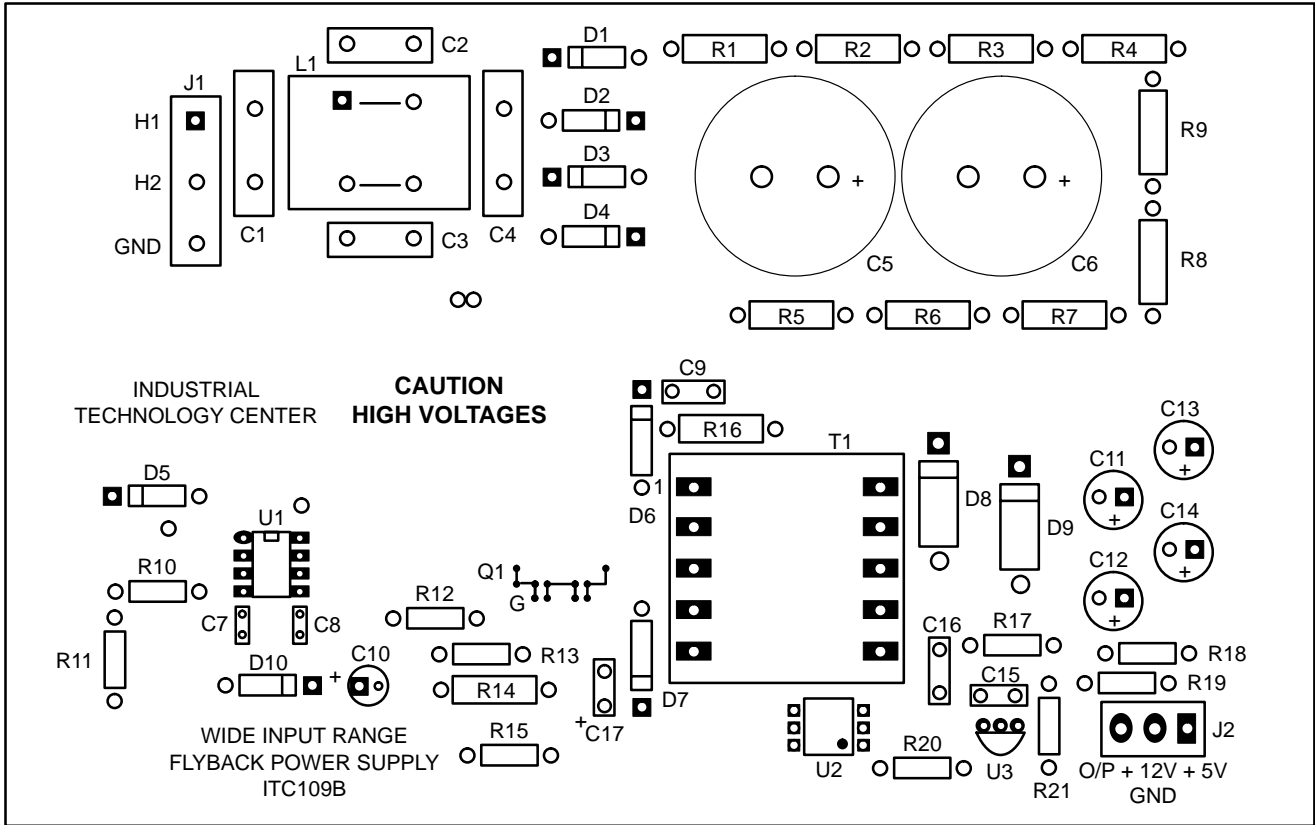 D1
C2
R1
R2
R3
R4
L1
J1
D2
H1
R9
D3
H2
D4
C1
C3
C4
GND
C5
C6
R8
R5
R6
R7
C9
INDUSTRIAL
TECHNOLOGY CENTER
CAUTION
HIGH VOLTAGES
R16
C13
+
T1
D5
C11
+
1
D8
D6
U1
D9
C14
+
R10
Q1
G
C12
+
R12
C7
C8
C16
R17
R11
R13
R18
D10
+
C10
C15
R19
R14
D7
+
C17
WIDE INPUT RANGE
FLYBACK POWER SUPPLY
ITC109B
R15
J2
U2
R20
U3
R21
O/P + 12V + 5V
GND
+
+